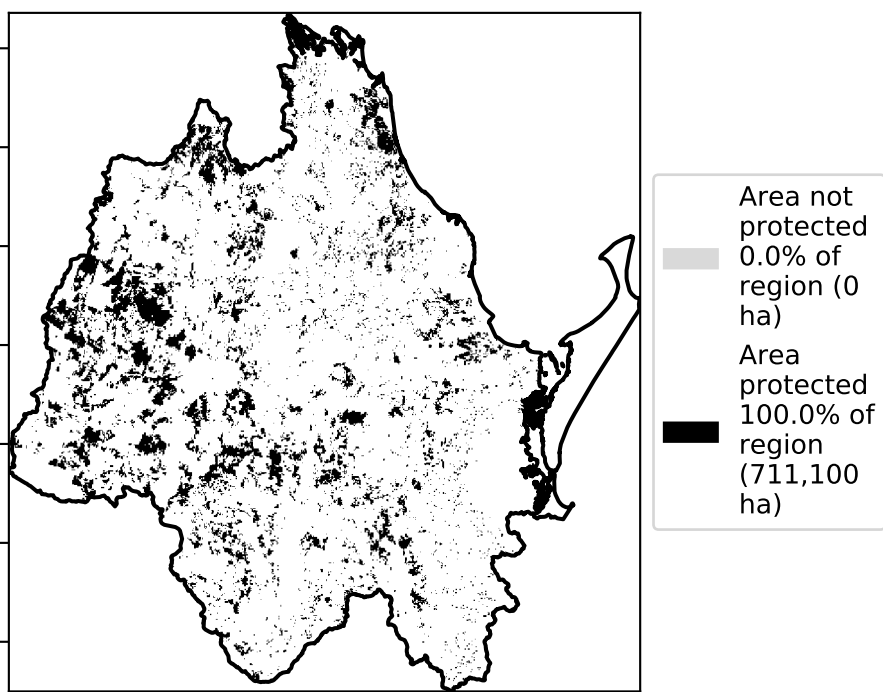 Area not
protected
0.0% of
region (0
ha)
Area
protected
100.0% of
region
(711,100
ha)